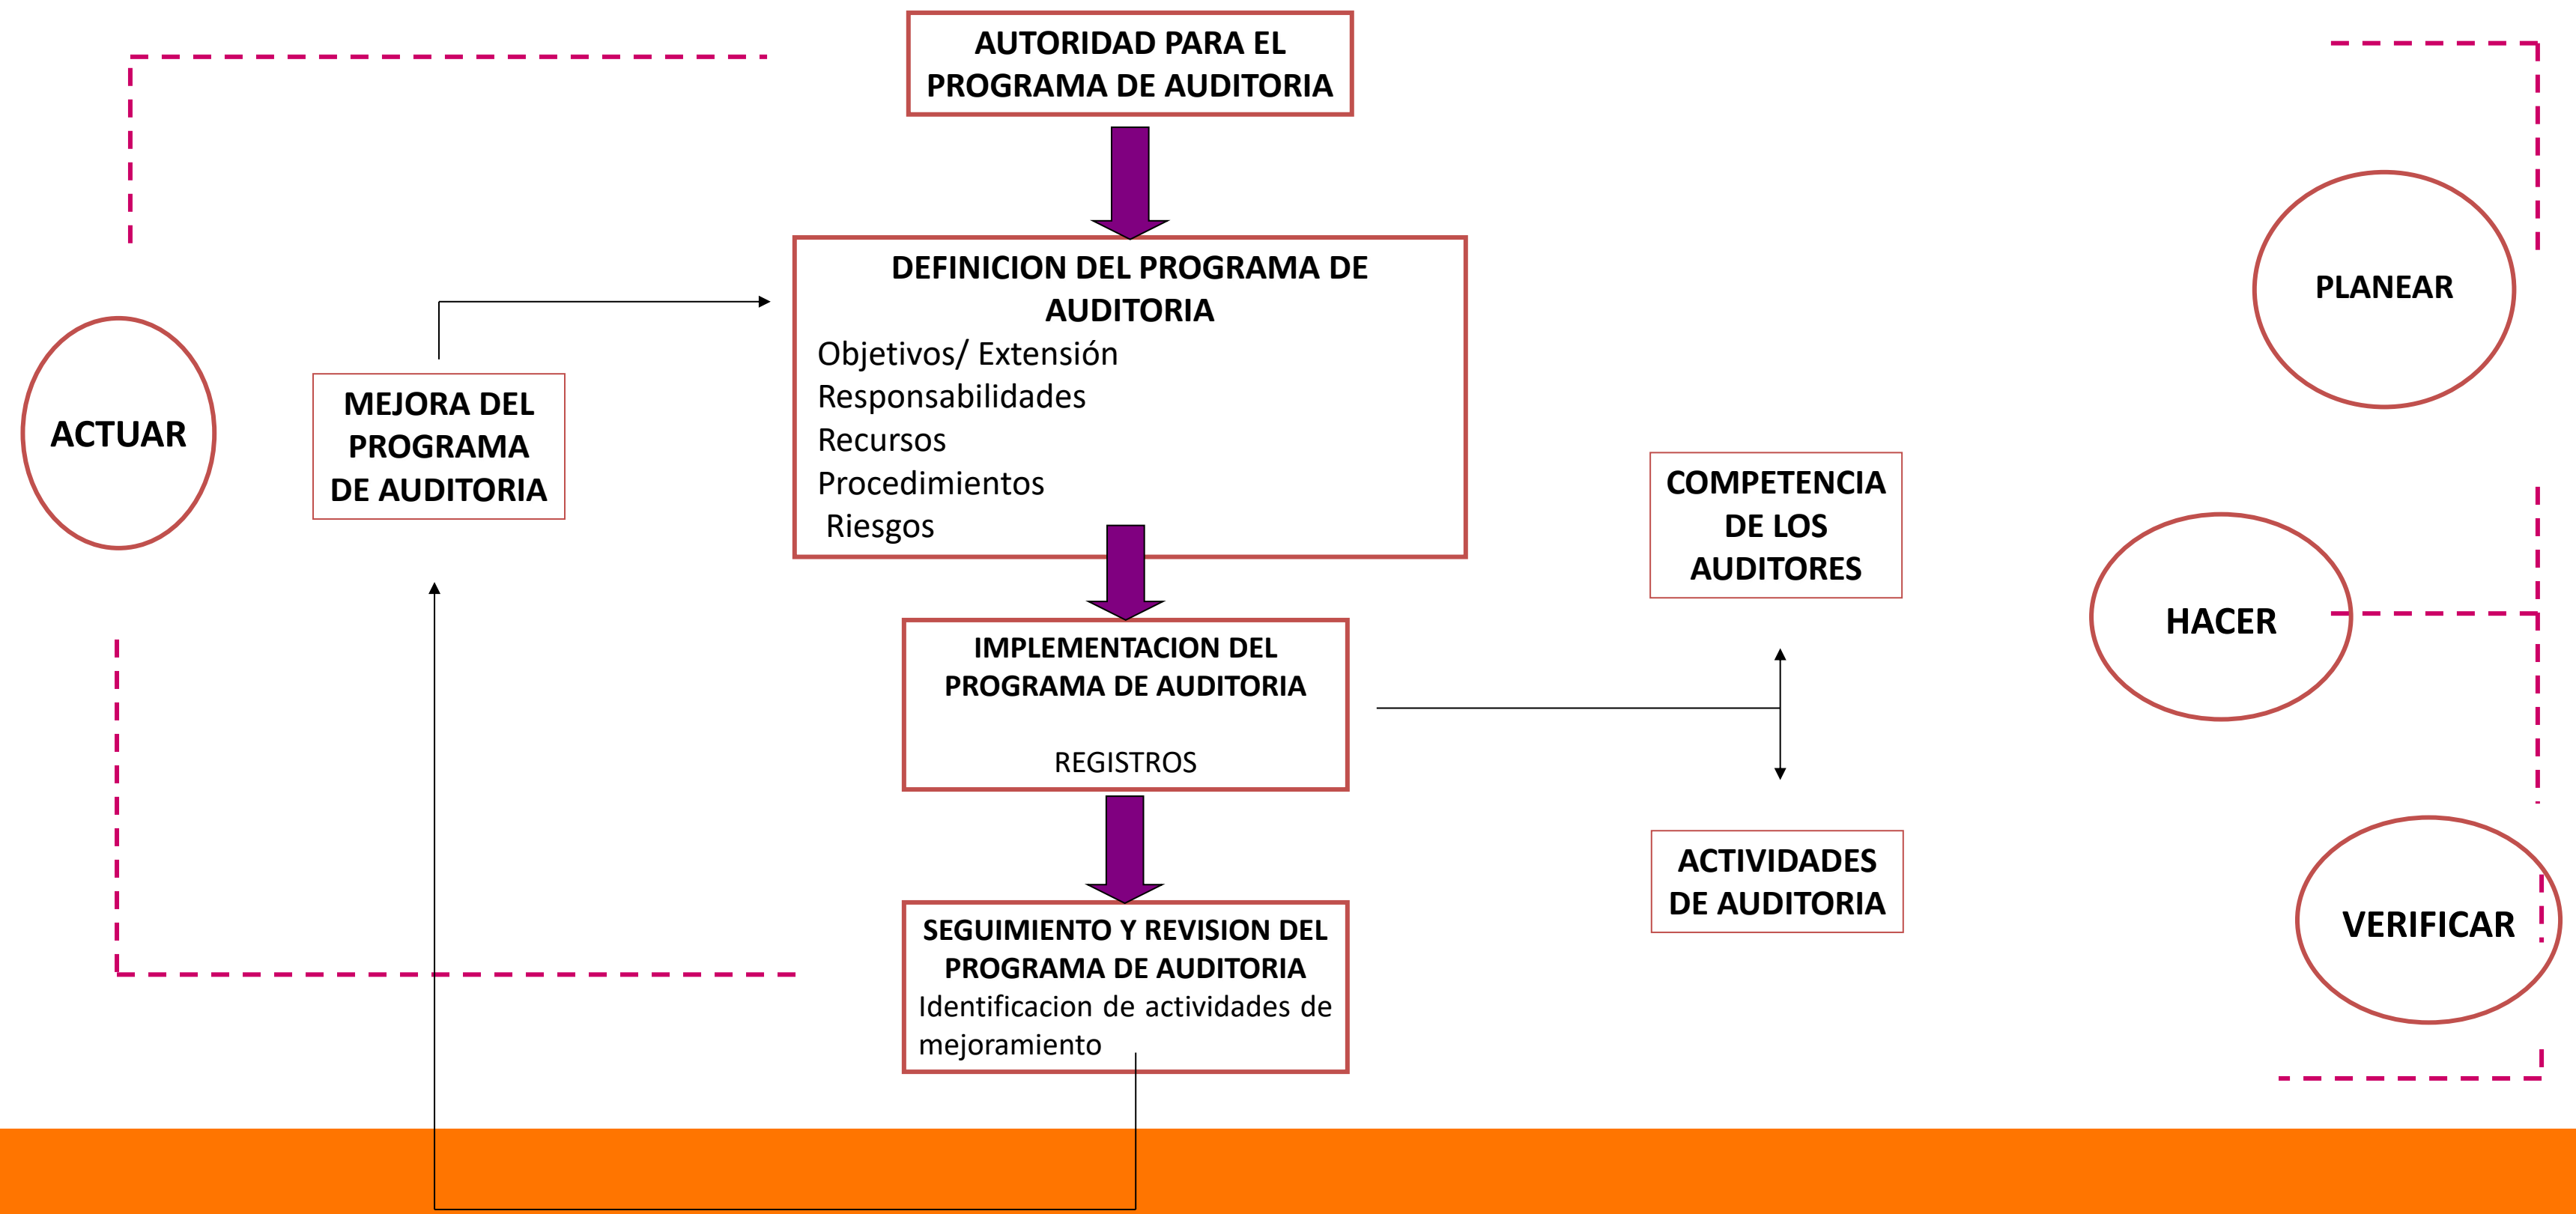 AUTORIDAD PARA EL
PROGRAMA DE AUDITORIA
PLANEAR
DEFINICION DEL PROGRAMA DE
AUDITORIA
Objetivos/ Extensión
Responsabilidades
Recursos
Procedimientos
Riesgos
ACTUAR
MEJORA DEL
PROGRAMA
DE AUDITORIA
COMPETENCIA
DE LOS
AUDITORES
HACER
IMPLEMENTACION DEL
PROGRAMA DE AUDITORIA
REGISTROS
ACTIVIDADES
DE AUDITORIA
VERIFICAR
SEGUIMIENTO Y REVISION DEL
PROGRAMA DE AUDITORIA
Identificacion de actividades de
mejoramiento